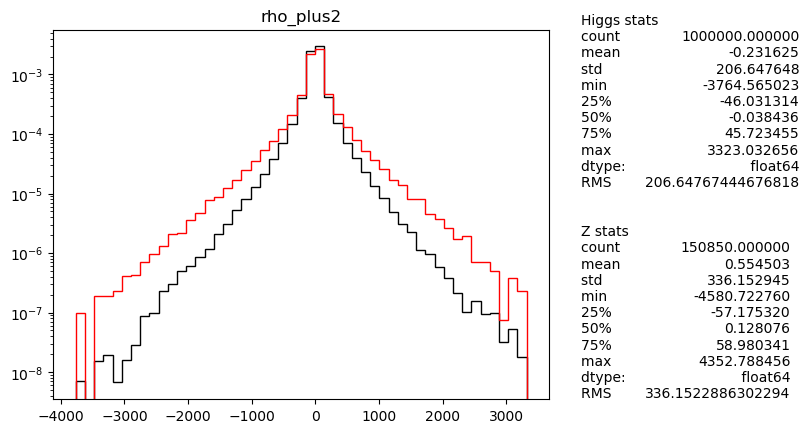 rho_plus2
10⁻³
10⁻⁴
10⁻⁵
10⁻⁶
10⁻⁷
10⁻⁸
−4000 −3000 −2000 −1000 0 1000 2000 3000
Higgs stats
count 1000000.000000
mean -0.231625
std 206.647648
min -3764.565023
25% -46.031314
50% -0.038436
75% 45.723455
max 3323.032656
dtype: float64
RMS 206.64767444676818
Z stats
count 150850.000000
mean 0.554503
std 336.152945
min -4580.722760
25% -57.175320
50% 0.128076
75% 58.980341
max 4352.788456
dtype: float64
RMS 336.1522886302294